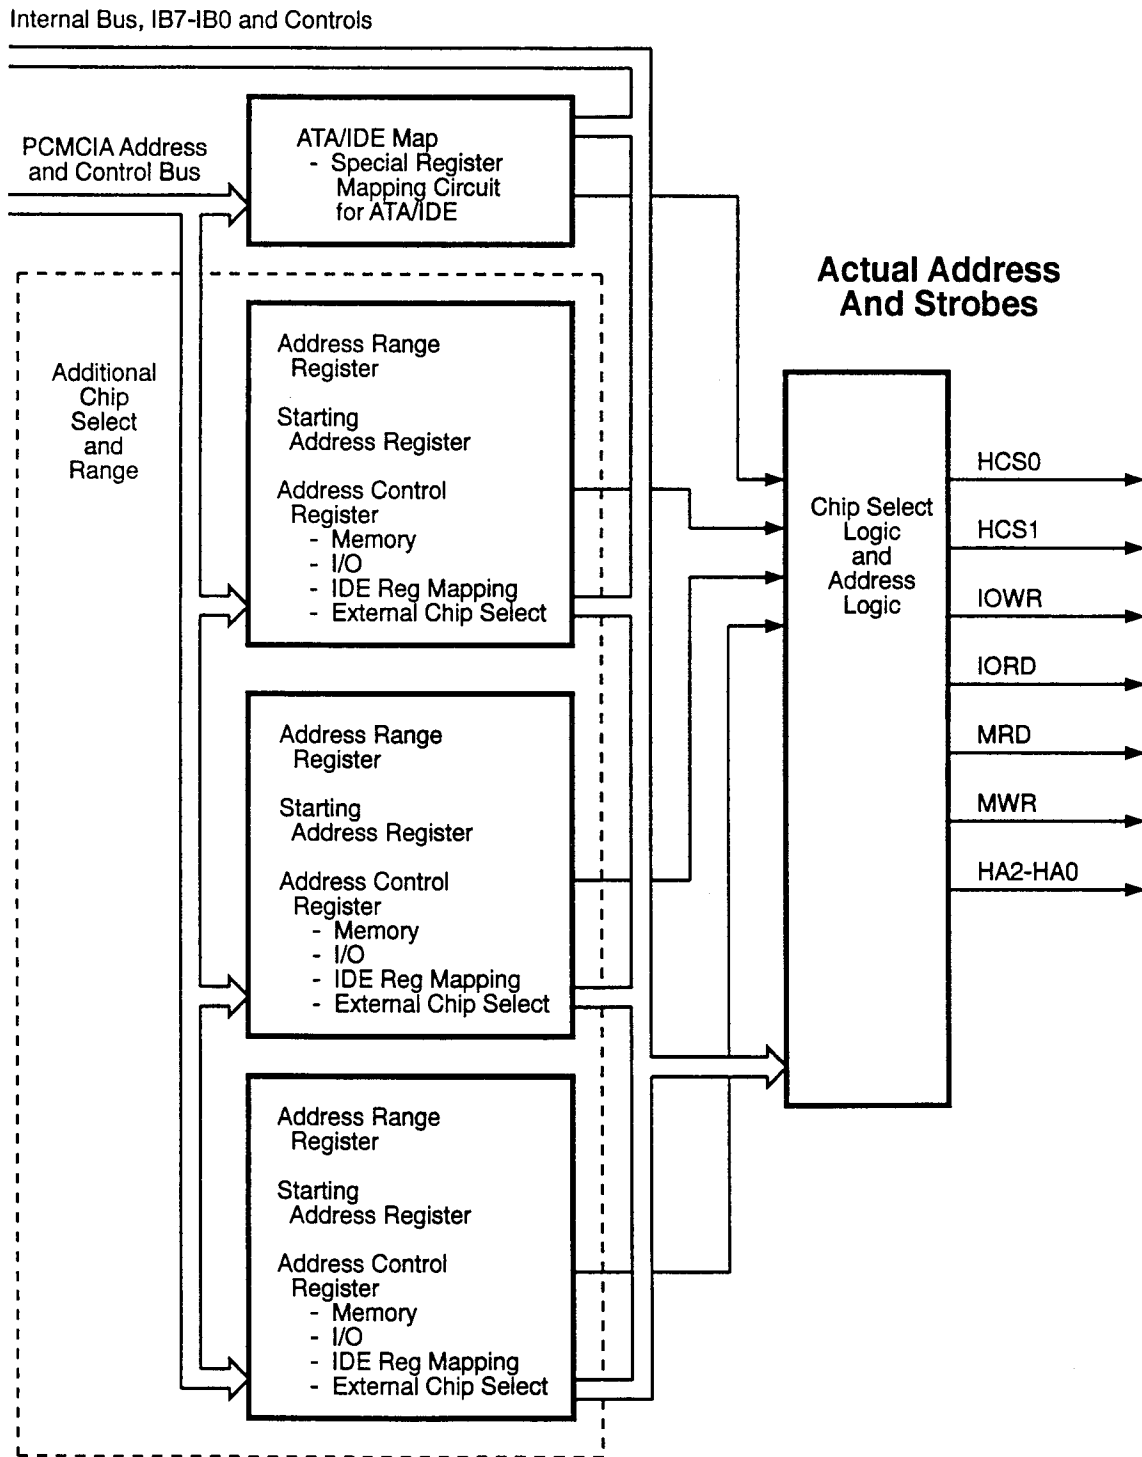 Internal Bus, IB7-IB0 and Controls
PCMCIA Address
and Control Bus
ATA/IDE Map
- Special Register
Mapping Circuit
for ATA/IDE
Additional
Chip
Select
and
Range
Address Range
Register
Starting
Address Register
Address Control
Register
- Memory
- I/O
- IDE Reg Mapping
- External Chip Select
Address Range
Register
Starting
Address Register
Address Control
Register
- Memory
- I/O
- IDE Reg Mapping
- External Chip Select
Address Range
Register
Starting
Address Register
Address Control
Register
- Memory
- I/O
- IDE Reg Mapping
- External Chip Select
Actual Address
And Strobes
Chip Select
Logic
and
Address
Logic
HCS0
HCS1
IOWR
IORD
MRD
MWR
HA2-HA0